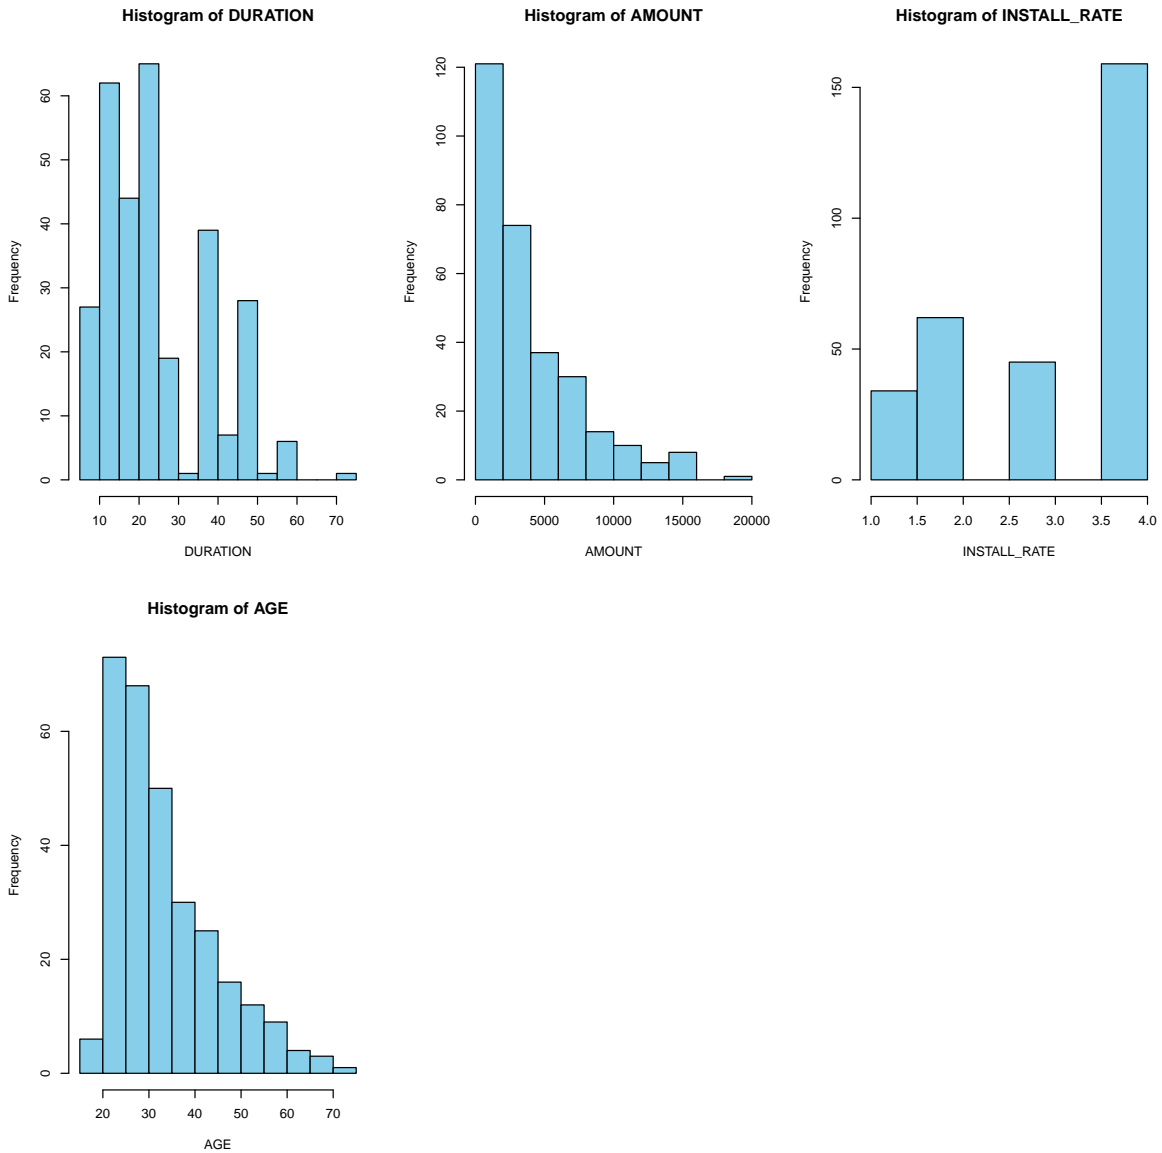 Histogram of DURATION
Frequency
0 10 20 30 40 50 60
10 20 30 40 50 60 70
DURATION
Histogram of AMOUNT
Frequency
0 20 40 60 80 100 120
0 5000 10000 15000 20000
AMOUNT
Histogram of INSTALL_RATE
Frequency
0 50 100 150
1.0 1.5 2.0 2.5 3.0 3.5 4.0
INSTALL_RATE
Histogram of AGE
Frequency
0 20 40 60
20 30 40 50 60 70
AGE